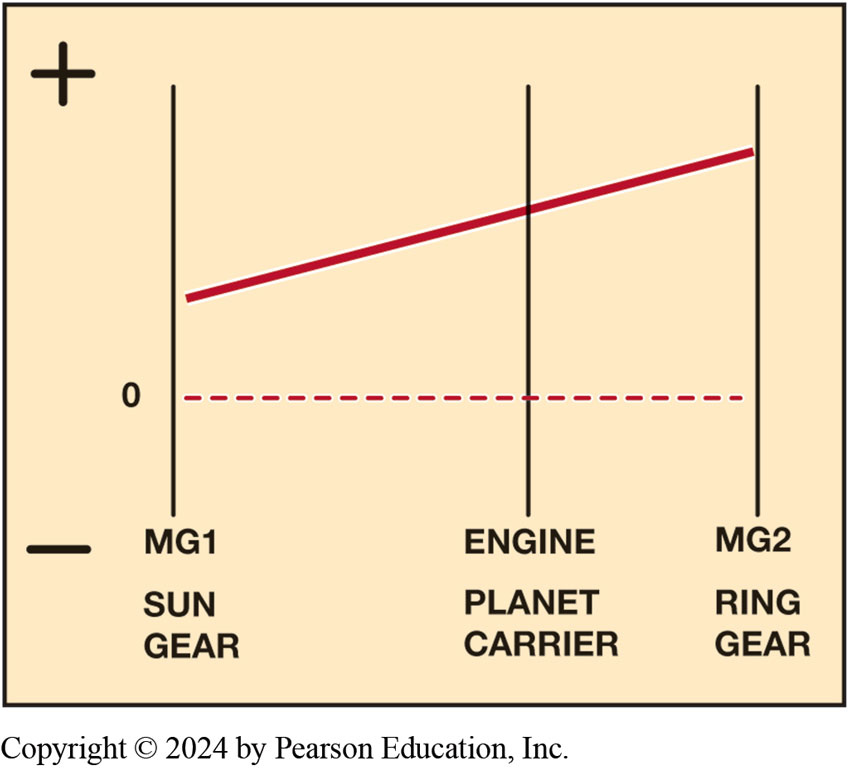 +
0
−
MG1 ENGINE MG2
SUN PLANET RING
GEAR CARRIER GEAR
Copyright © 2024 by Pearson Education, Inc.